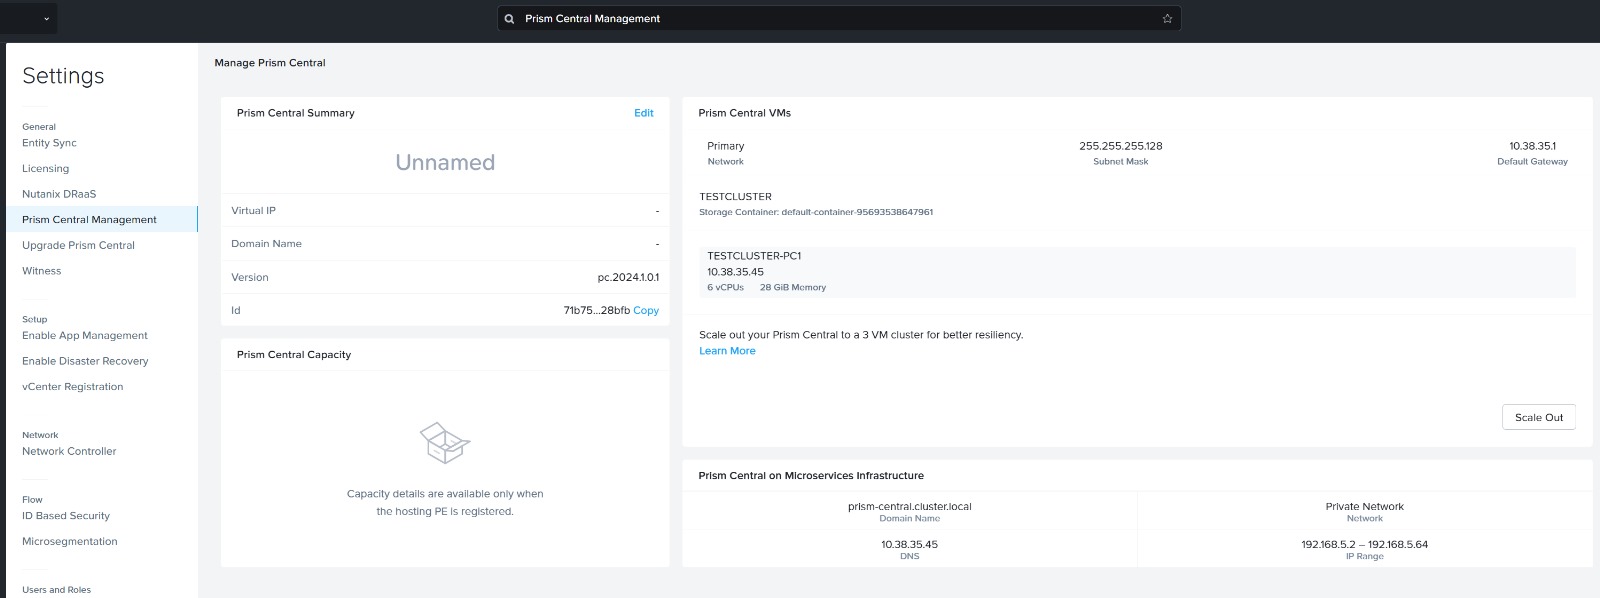 Prism Central Management
Settings
General
Entity Sync
Licensing
Nutanix DRaaS
Prism Central Management
Upgrade Prism Central
Witness
Setup
Enable App Management
Enable Disaster Recovery
vCenter Registration
Network
Network Controller
Flow
ID Based Security
Microsegmentation
Users and Roles
Manage Prism Central
Prism Central Summary Edit
Unnamed
Virtual IP -
Domain Name -
Version pc.2024.1.0.1
Id 71b75...28bfb Copy
Prism Central Capacity
Capacity details are available only when
the hosting PE is registered.
Prism Central VMs
Primary 255.255.255.128 10.38.35.1
Network Subnet Mask Default Gateway
TESTCLUSTER
Storage Container: default-container-95693538647961
TESTCLUSTER-PC1
10.38.35.45
6 vCPUs 28 GiB Memory
Scale out your Prism Central to a 3 VM cluster for better resiliency.
Learn More
Scale Out
Prism Central on Microservices Infrastructure
prism-central.cluster.local Private Network
Domain Name Network
10.38.35.45 192.168.5.2 – 192.168.5.64
DNS IP Range